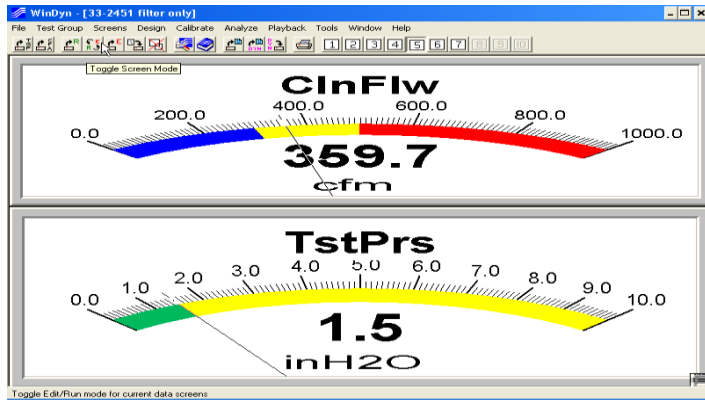 WinDyn - [33-2451 filter only]
File Test Group Screens Design Calibrate Analyze Playback Tools Window Help
1 2 3 4 5 6 7 8 9 10
Toggle Screen Mode
ClnFlw
0.0 200.0 400.0 600.0 800.0 1000.0
359.7
cfm
TstPrs
0.0 1.0 2.0 3.0 4.0 5.0 6.0 7.0 8.0 9.0 10.0
1.5
inH2O
Toggle Edit/Run mode for current data screens